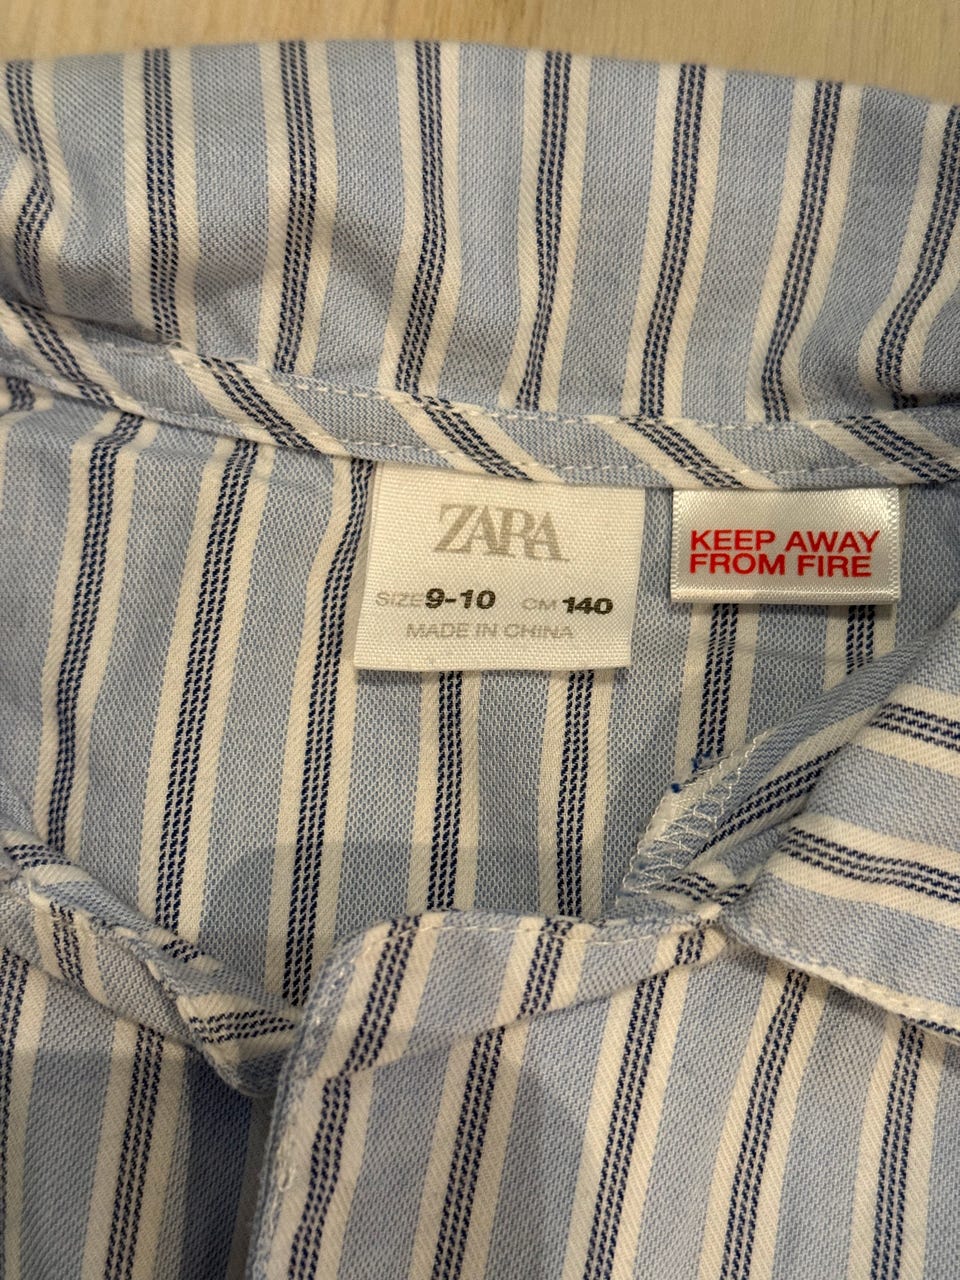 ZARA
SIZE 9-10 CM 140
MADE IN CHINA
KEEP AWAY
FROM FIRE